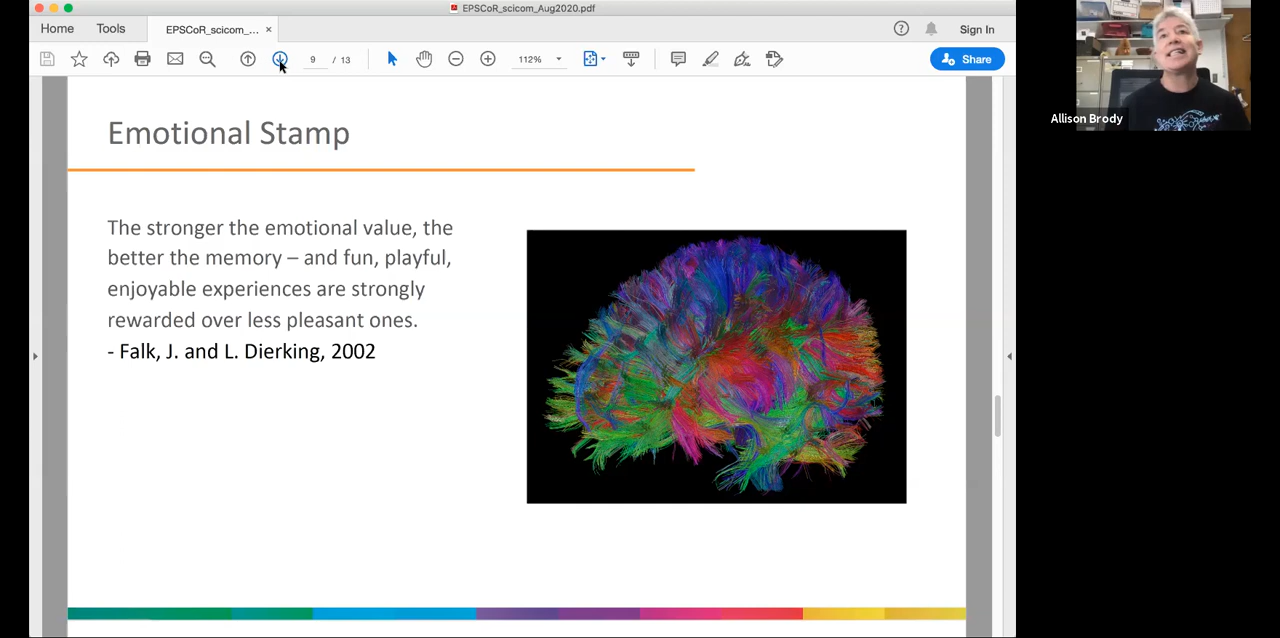 EPSCoR_scicom_Aug2020.pdf
Home Tools EPSCoR_scicom_... × Sign In
9 / 13 112% Share
Allison Brody
Emotional Stamp
The stronger the emotional value, the
better the memory – and fun, playful,
enjoyable experiences are strongly
rewarded over less pleasant ones.
- Falk, J. and L. Dierking, 2002